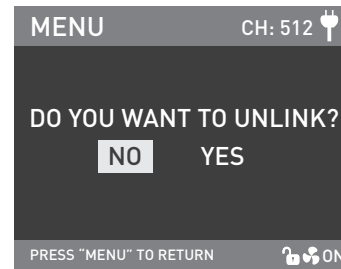 MENU CH: 512
DO YOU WANT TO UNLINK?
NO YES
PRESS “MENU” TO RETURN ON